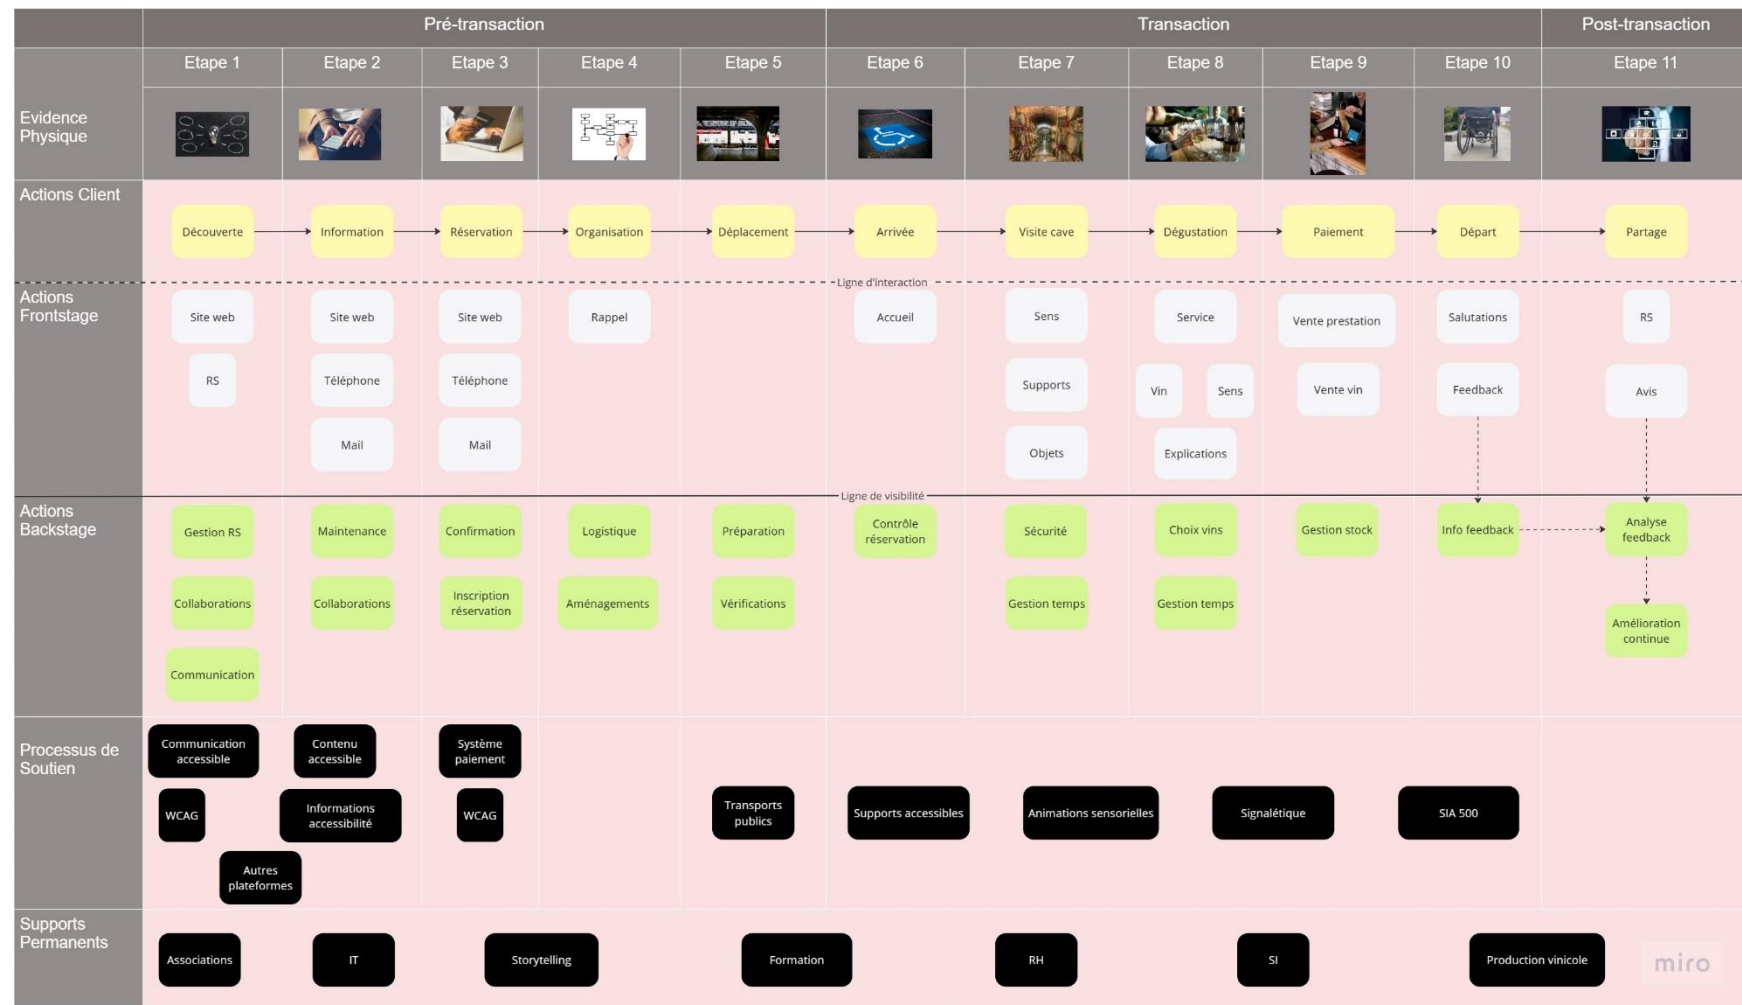 Pré-transaction
Transaction
Post-transaction
Etape 1
Etape 2
Etape 3
Etape 4
Etape 5
Etape 6
Etape 7
Etape 8
Etape 9
Etape 10
Etape 11
Evidence
Physique
Actions Client
Découverte
Information
Réservation
Organisation
Déplacement
Arrivée
Visite cave
Dégustation
Paiement
Départ
Partage
Ligne d'interaction
Actions
Frontstage
Site web
Site web
Site web
Rappel
Accueil
Sens
Service
Vente prestation
Salutations
RS
RS
Téléphone
Téléphone
Supports
Vin
Sens
Vente vin
Feedback
Avis
Mail
Mail
Objets
Explications
Ligne de visibilité
Actions
Backstage
Gestion RS
Maintenance
Confirmation
Logistique
Préparation
Contrôle
réservation
Sécurité
Choix vins
Gestion stock
Info feedback
Analyse
feedback
Collaborations
Collaborations
Inscription
réservation
Aménagements
Vérifications
Gestion temps
Gestion temps
Amélioration
continue
Communication
Processus de
Soutien
Communication
accessible
Contenu
accessible
Système
paiement
WCAG
Informations
accessibilité
WCAG
Transports
publics
Supports accessibles
Animations sensorielles
Signalétique
SIA 500
Autres
plateformes
Supports
Permanents
Associations
IT
Storytelling
Formation
RH
SI
Production vinicole
miro